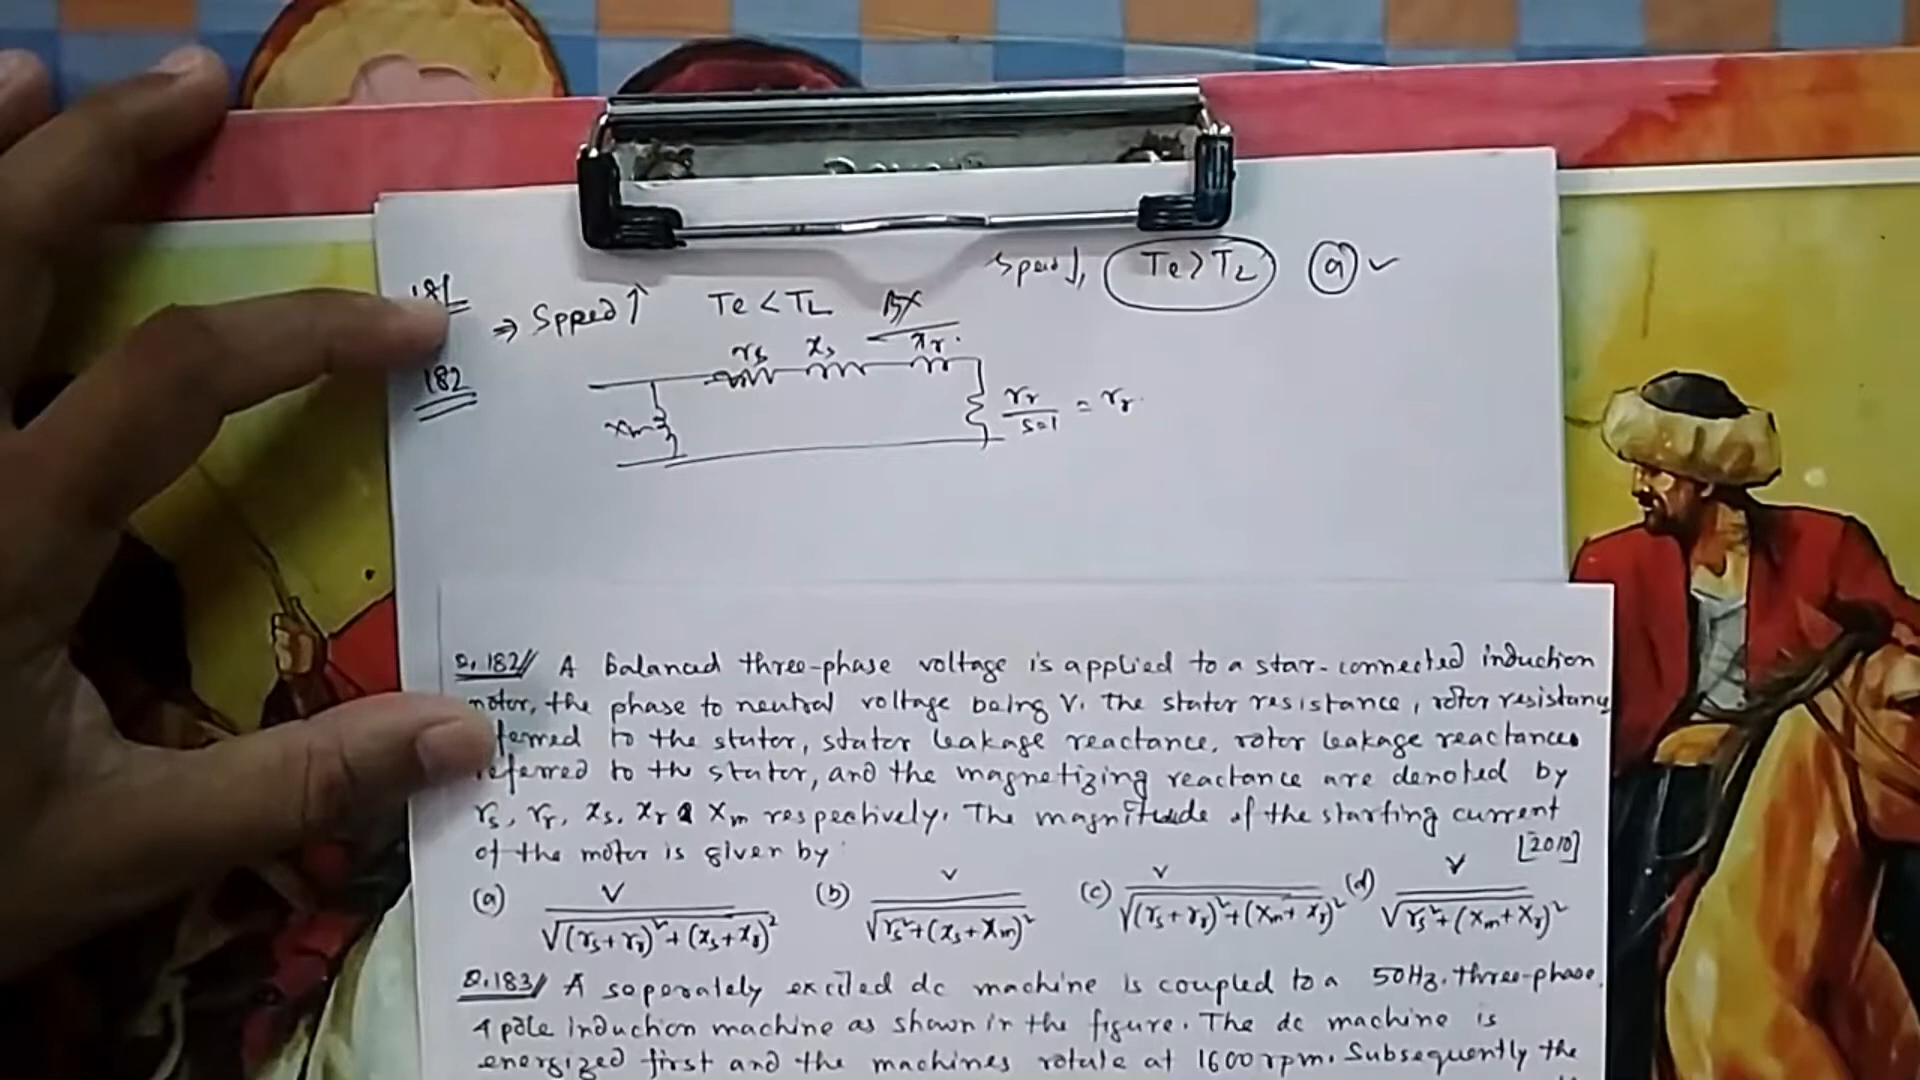 Speed↓, Te>TL (a) ✓
181
⇒ Spped↑ Te<TL
rs xs xr.
182
xm rr/s=1 = rr
Q.182// A balanced three-phase voltage is applied to a star-connected induction
motor, the phase to neutral voltage being V. The stator resistance, rotor resistance
ferred to the stator, stator leakage reactance, rotor leakage reactance
eferred to the stator, and the magnetizing reactance are denoted by
rs, rr, xs, xr & Xm respectively. The magnitude of the starting current
of the motor is given by [2010]
(a) V/√(rs+rr)²+(xs+xr)² (b) V/√rs²+(xs+Xm)² (c) V/√(rs+rr)²+(Xm+xr)² (d) V/√rs²+(Xm+Xr)²
Q.183// A seperately excited dc machine is coupled to a 50Hz, three-phase,
4 pole induction machine as shown in the figure. The dc machine is
energized first and the machines rotate at 1600 rpm. Subsequently the